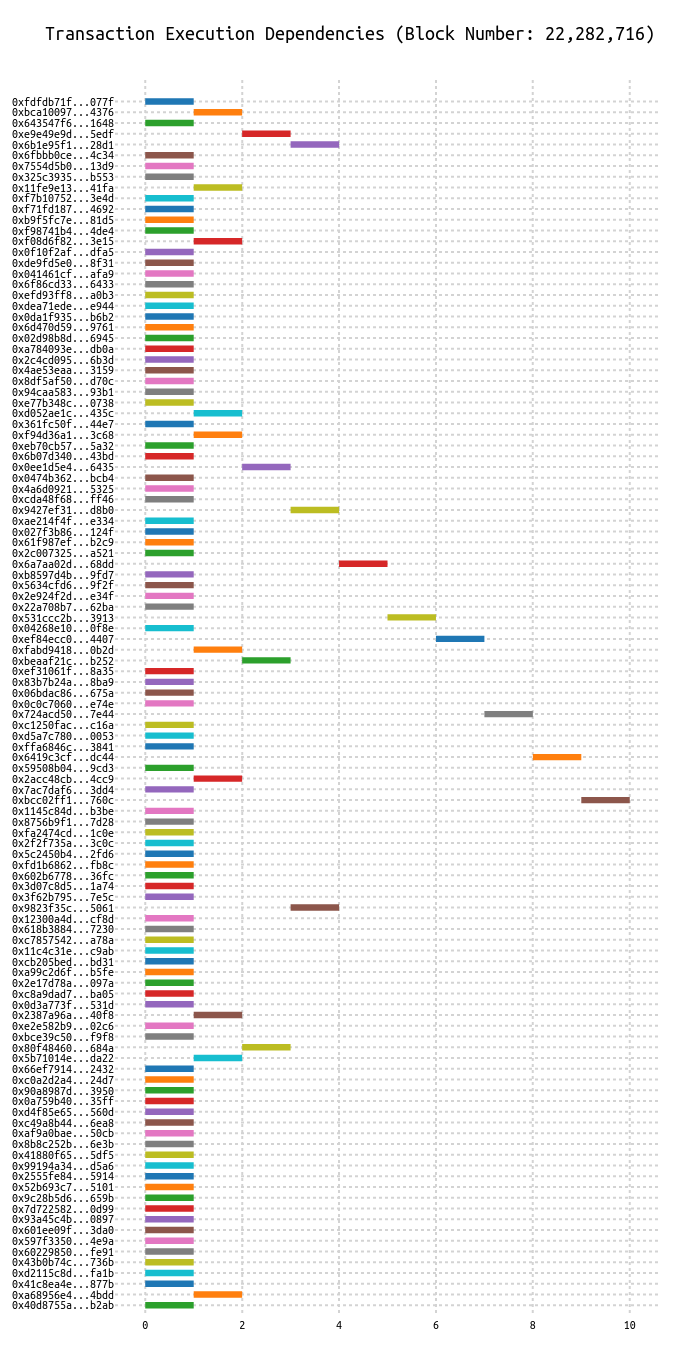 Transaction Execution Dependencies (Block Number: 22,282,716)
0xfdfdb71f...077f
0xbca10097...4376
0x643547f6...1648
0xe9e49e9d...5edf
0x6b1e95f1...28d1
0x6fbbb0ce...4c34
0x7554d5b0...13d9
0x325c3935...b553
0x11fe9e13...41fa
0xf7b10752...3e4d
0xf71fd187...4692
0xb9f5fc7e...81d5
0xf98741b4...4de4
0xf08d6f82...3e15
0x0f10f2af...dfa5
0xde9fd5e0...8f31
0x041461cf...afa9
0x6f86cd33...6433
0xefd93ff8...a0b3
0xdea71ede...e944
0x0da1f935...b6b2
0x6d470d59...9761
0x02d98b8d...6945
0xa784093e...db0a
0x2c4cd095...6b3d
0x4ae53eaa...3159
0x8df5af50...d70c
0x94caa583...93b1
0xe77b348c...0738
0xd052ae1c...435c
0x361fc50f...44e7
0xf94d36a1...3c68
0xeb70cb57...5a32
0x6b07d340...43bd
0x0ee1d5e4...6435
0x0474b362...bcb4
0x4a6d0921...5325
0xcda48f68...ff46
0x9427ef31...d8b0
0xae214f4f...e334
0x027f3b86...124f
0x61f987ef...b2c9
0x2c007325...a521
0x6a7aa02d...68dd
0xb8597d4b...9fd7
0x5634cfd6...9f2f
0x2e924f2d...e34f
0x22a708b7...62ba
0x531ccc2b...3913
0x04268e10...0f8e
0xef84ecc0...4407
0xfabd9418...0b2d
0xbeaaf21c...b252
0xef31061f...8a35
0x83b7b24a...8ba9
0x06bdac86...675a
0x0c0c7060...e74e
0x724acd50...7e44
0xc1250fac...c16a
0xd5a7c780...0053
0xffa6846c...3841
0x6419c3cf...dc44
0x59508b04...9cd3
0x2acc48cb...4cc9
0x7ac7daf6...3dd4
0xbcc02ff1...760c
0x1145c84d...b3be
0x8756b9f1...7d28
0xfa2474cd...1c0e
0x2f2f735a...3c0c
0x5c2450b4...2fd6
0xfd1b6862...fb8c
0x602b6778...36fc
0x3d07c8d5...1a74
0x3f62b795...7e5c
0x9823f35c...5061
0x12300a4d...cf8d
0x618b3884...7230
0xc7857542...a78a
0x11c4c31e...c9ab
0xcb205bed...bd31
0xa99c2d6f...b5fe
0x2e17d78a...097a
0xc8a9dad7...ba05
0x0d3a773f...531d
0x2387a96a...40f8
0xe2e582b9...02c6
0xbce39c50...f9f8
0x80f48460...684a
0x5b71014e...da22
0x66ef7914...2432
0xc0a2d2a4...24d7
0x90a8987d...3950
0x0a759b40...35ff
0xd4f85e65...560d
0xc49a8b44...6ea8
0xaf9a0bae...50cb
0x8b8c252b...6e3b
0x41880f65...5df5
0x99194a34...d5a6
0x2555fe84...5914
0x52b693c7...5101
0x9c28b5d6...659b
0x7d722582...0d99
0x93a45c4b...0897
0x601ee09f...3da0
0x597f3350...4e9a
0x60229850...fe91
0x43b0b74c...736b
0xd2115c8d...fa1b
0x41c8ea4e...877b
0xa68956e4...4bdd
0x40d8755a...b2ab
0 2 4 6 8 10